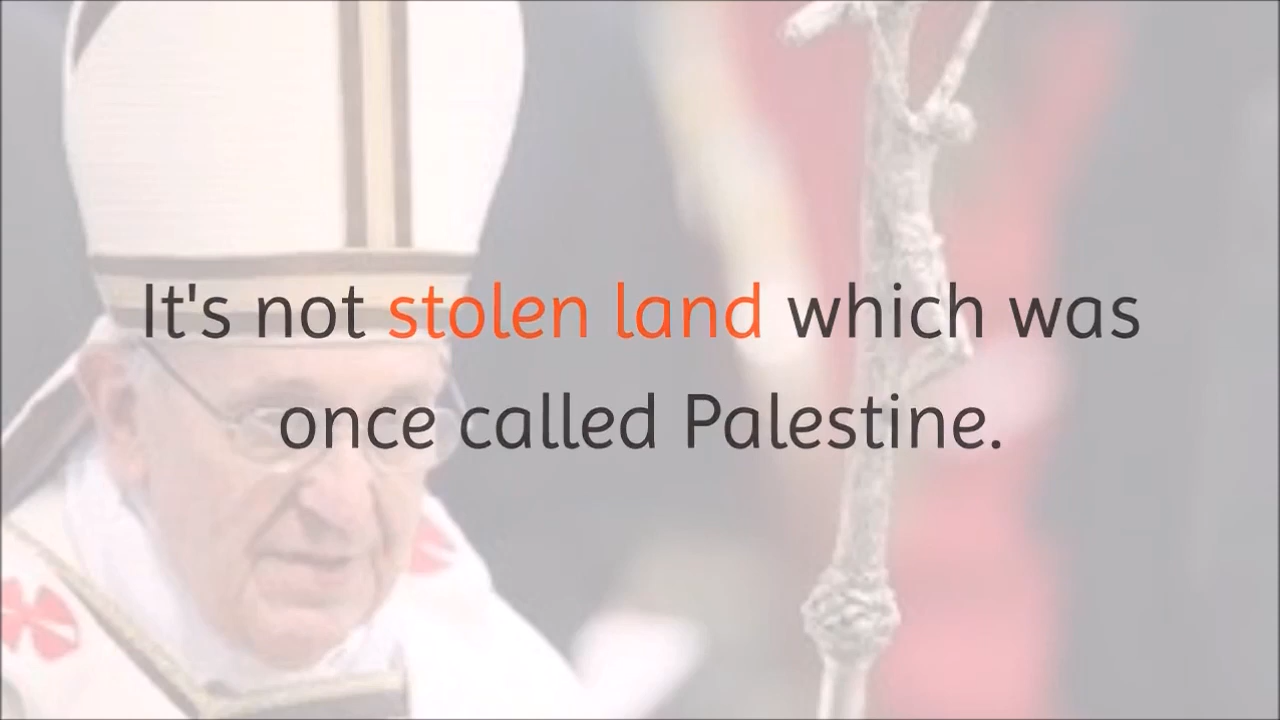 It's not stolen land which was
once called Palestine.